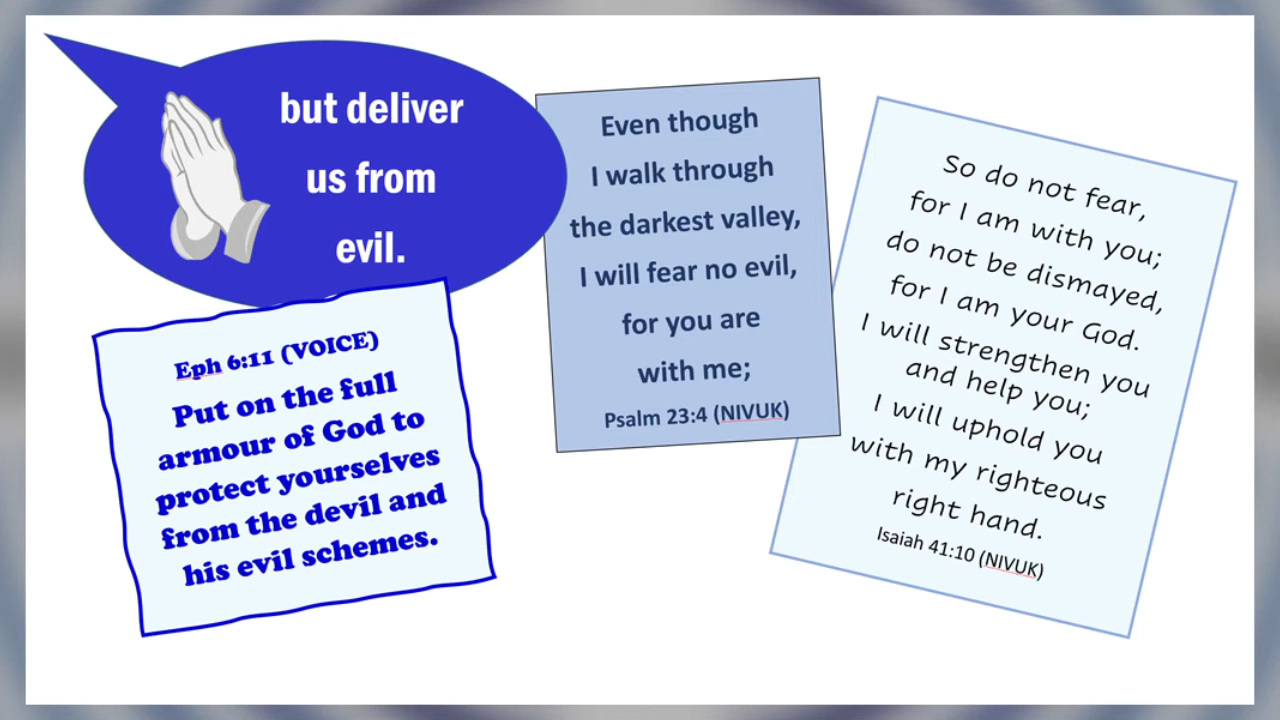 but deliver
us from
evil.
Eph 6:11 (VOICE)
Put on the full
armour of God to
protect yourselves
from the devil and
his evil schemes.
Even though
I walk through
the darkest valley,
I will fear no evil,
for you are
with me;
Psalm 23:4 (NIVUK)
So do not fear,
for I am with you;
do not be dismayed,
for I am your God.
I will strengthen you
and help you;
I will uphold you
with my righteous
right hand.
Isaiah 41:10 (NIVUK)